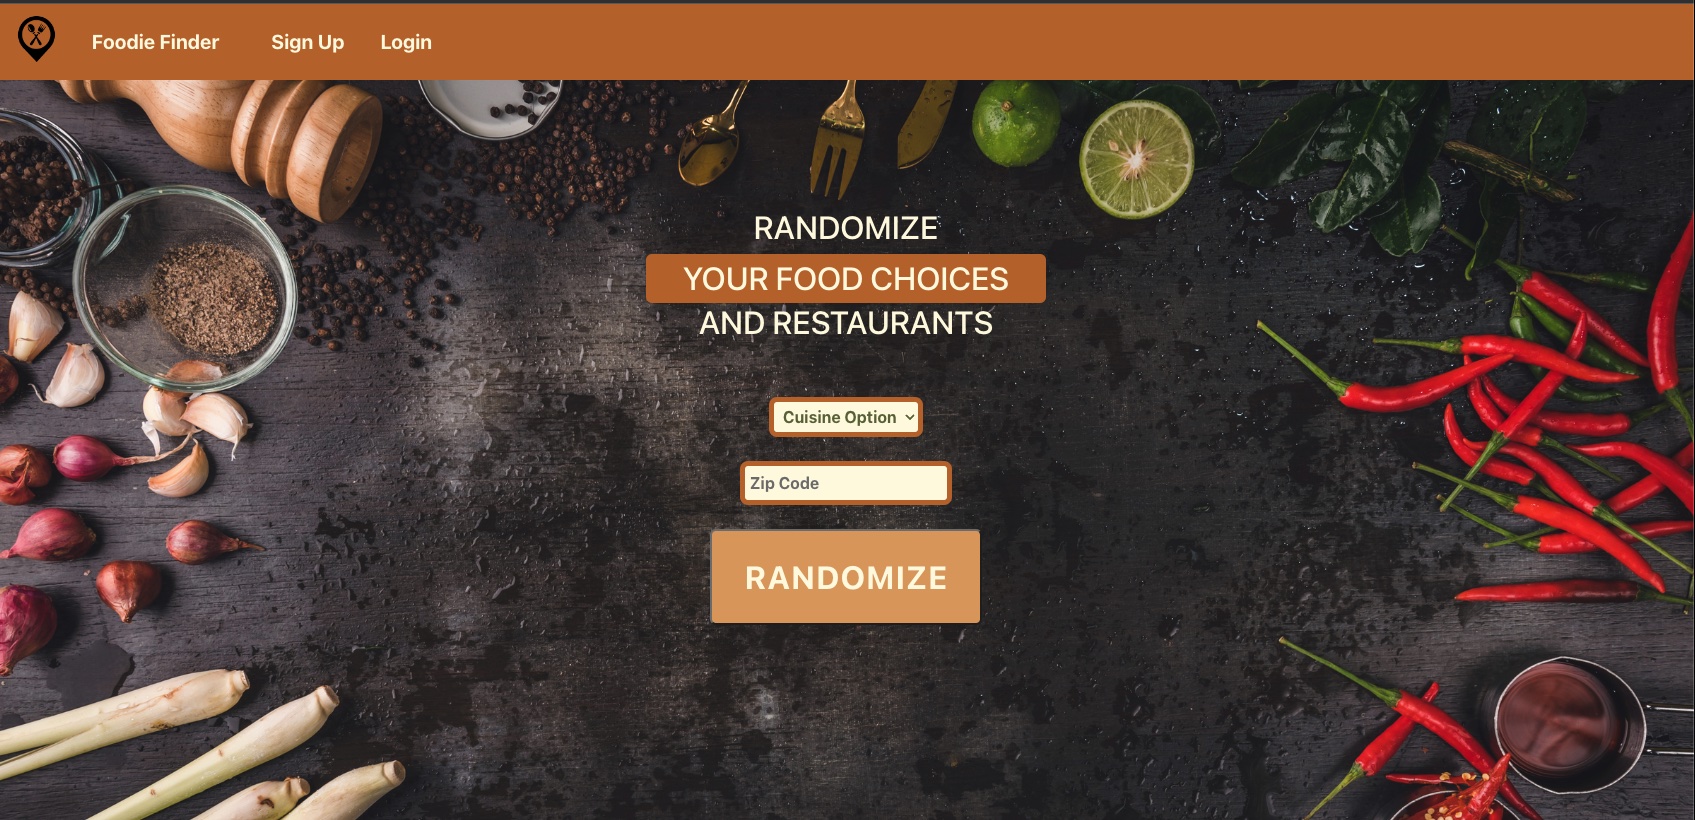 Foodie Finder Sign Up Login
RANDOMIZE
YOUR FOOD CHOICES
AND RESTAURANTS
Cuisine Option
Zip Code
RANDOMIZE